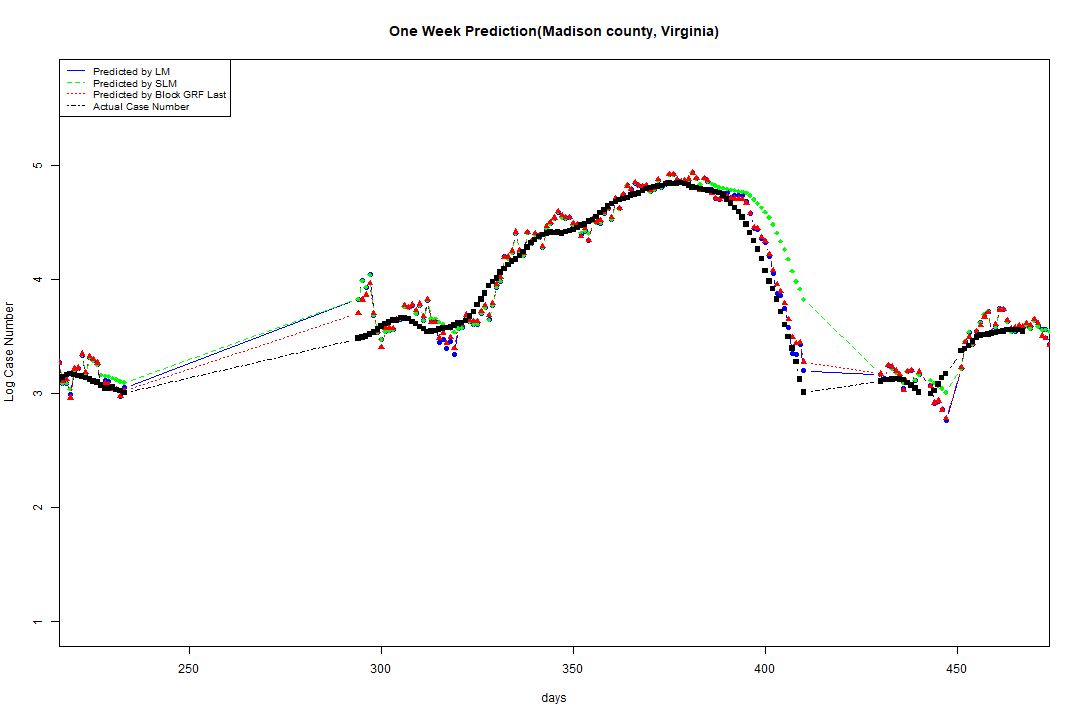 One Week Prediction(Madison county, Virginia)
Predicted by LM
Predicted by SLM
Predicted by Block GRF Last
Actual Case Number
5
4
3
2
1
Log Case Number
250 300 350 400 450
days